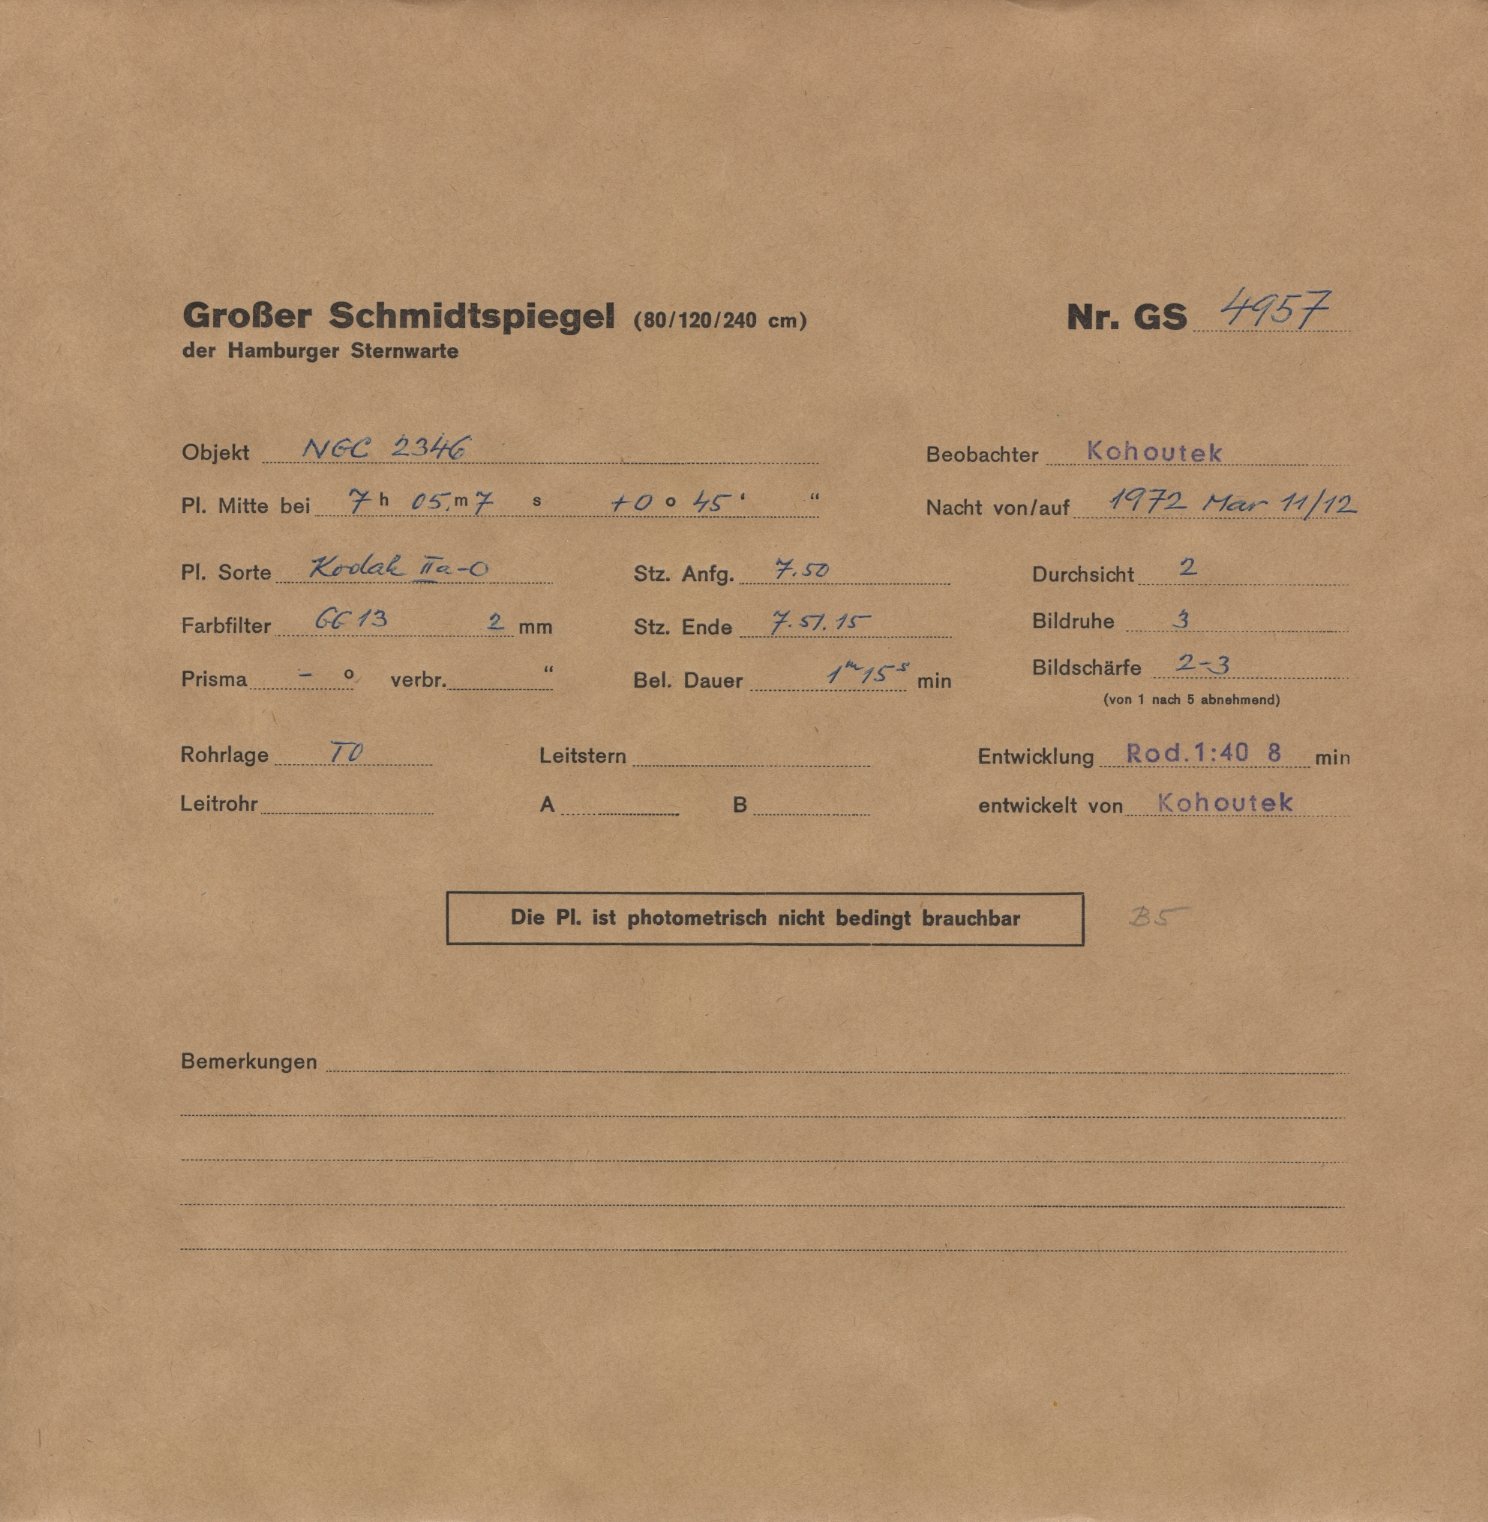 Großer Schmidtspiegel (80/120/240 cm) Nr. GS 4957
der Hamburger Sternwarte
Objekt NGC 2346 Beobachter Kohoutek
Pl. Mitte bei 7 h 05, m 7 s +0 o 45 ' “ Nacht von/auf 1972 Mar 11/12
Pl. Sorte Kodak IIa-O Stz. Anfg. 7.50 Durchsicht 2
Farbfilter GG 13 2 mm Stz. Ende 7.51.15 Bildruhe 3
Prisma – o verbr. “ Bel. Dauer 1m15s min Bildschärfe 2-3
(von 1 nach 5 abnehmend)
Rohrlage TO Leitstern Entwicklung Rod.1:40 8 min
Leitrohr A B entwickelt von Kohoutek
Die Pl. ist photometrisch nicht bedingt brauchbar B5
Bemerkungen